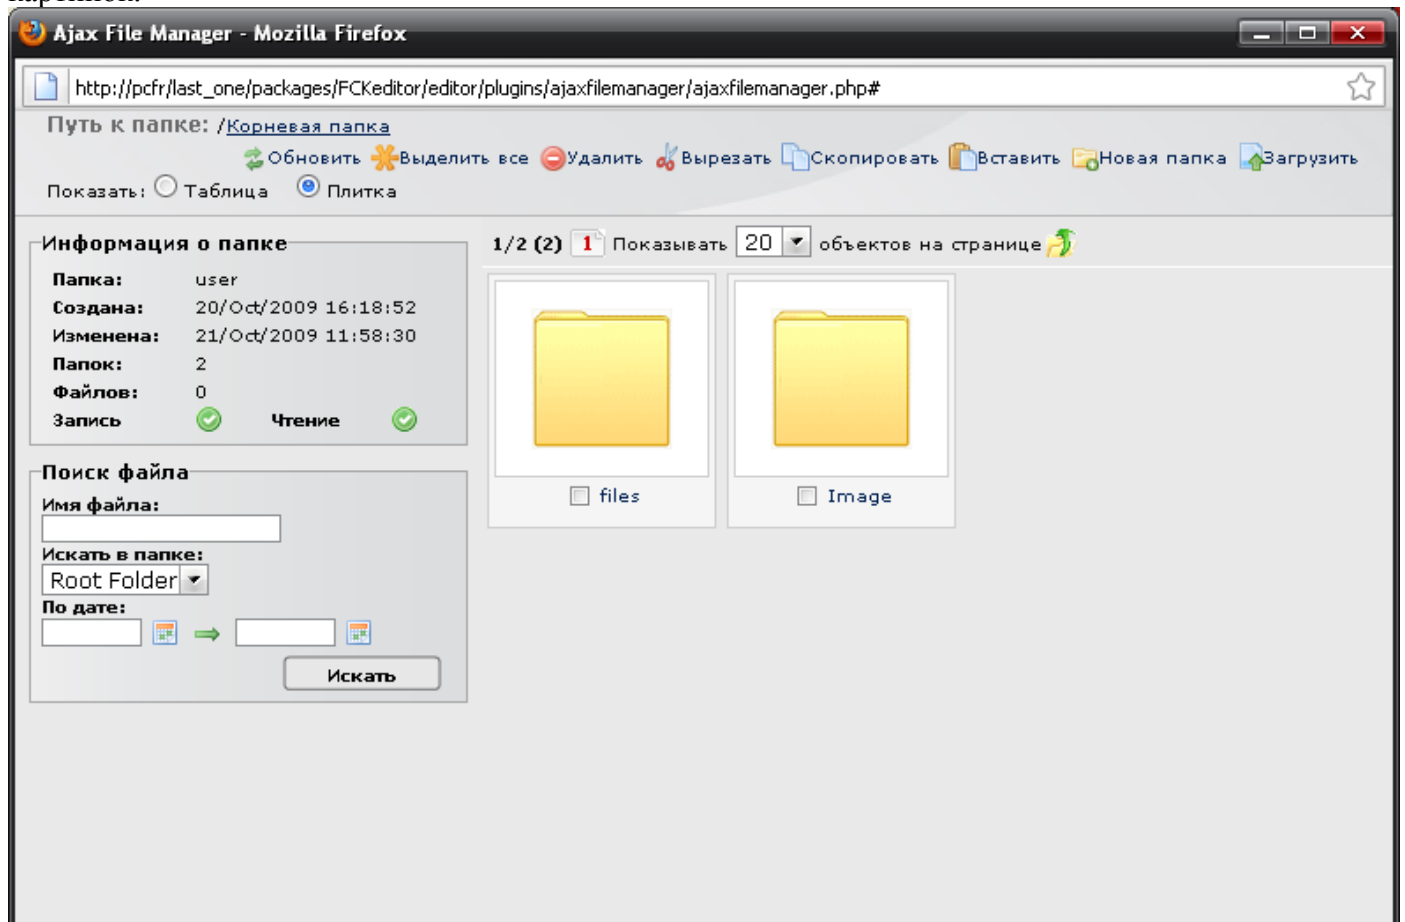 Ajax File Manager - Mozilla Firefox
http://pcfr/last_one/packages/FCKeditor/editor/plugins/ajaxfilemanager/ajaxfilemanager.php#
Путь к папке: /Корневая папка
Обновить Выделить все Удалить Вырезать Скопировать Вставить Новая папка Загрузить
Показать: Таблица Плитка
Информация о папке
Папка: user
Создана: 20/Oct/2009 16:18:52
Изменена: 21/Oct/2009 11:58:30
Папок: 2
Файлов: 0
Запись Чтение
Поиск файла
Имя файла:
Искать в папке:
Root Folder
По дате:
Искать
1/2 (2) 1 Показывать 20 объектов на странице
files
Image